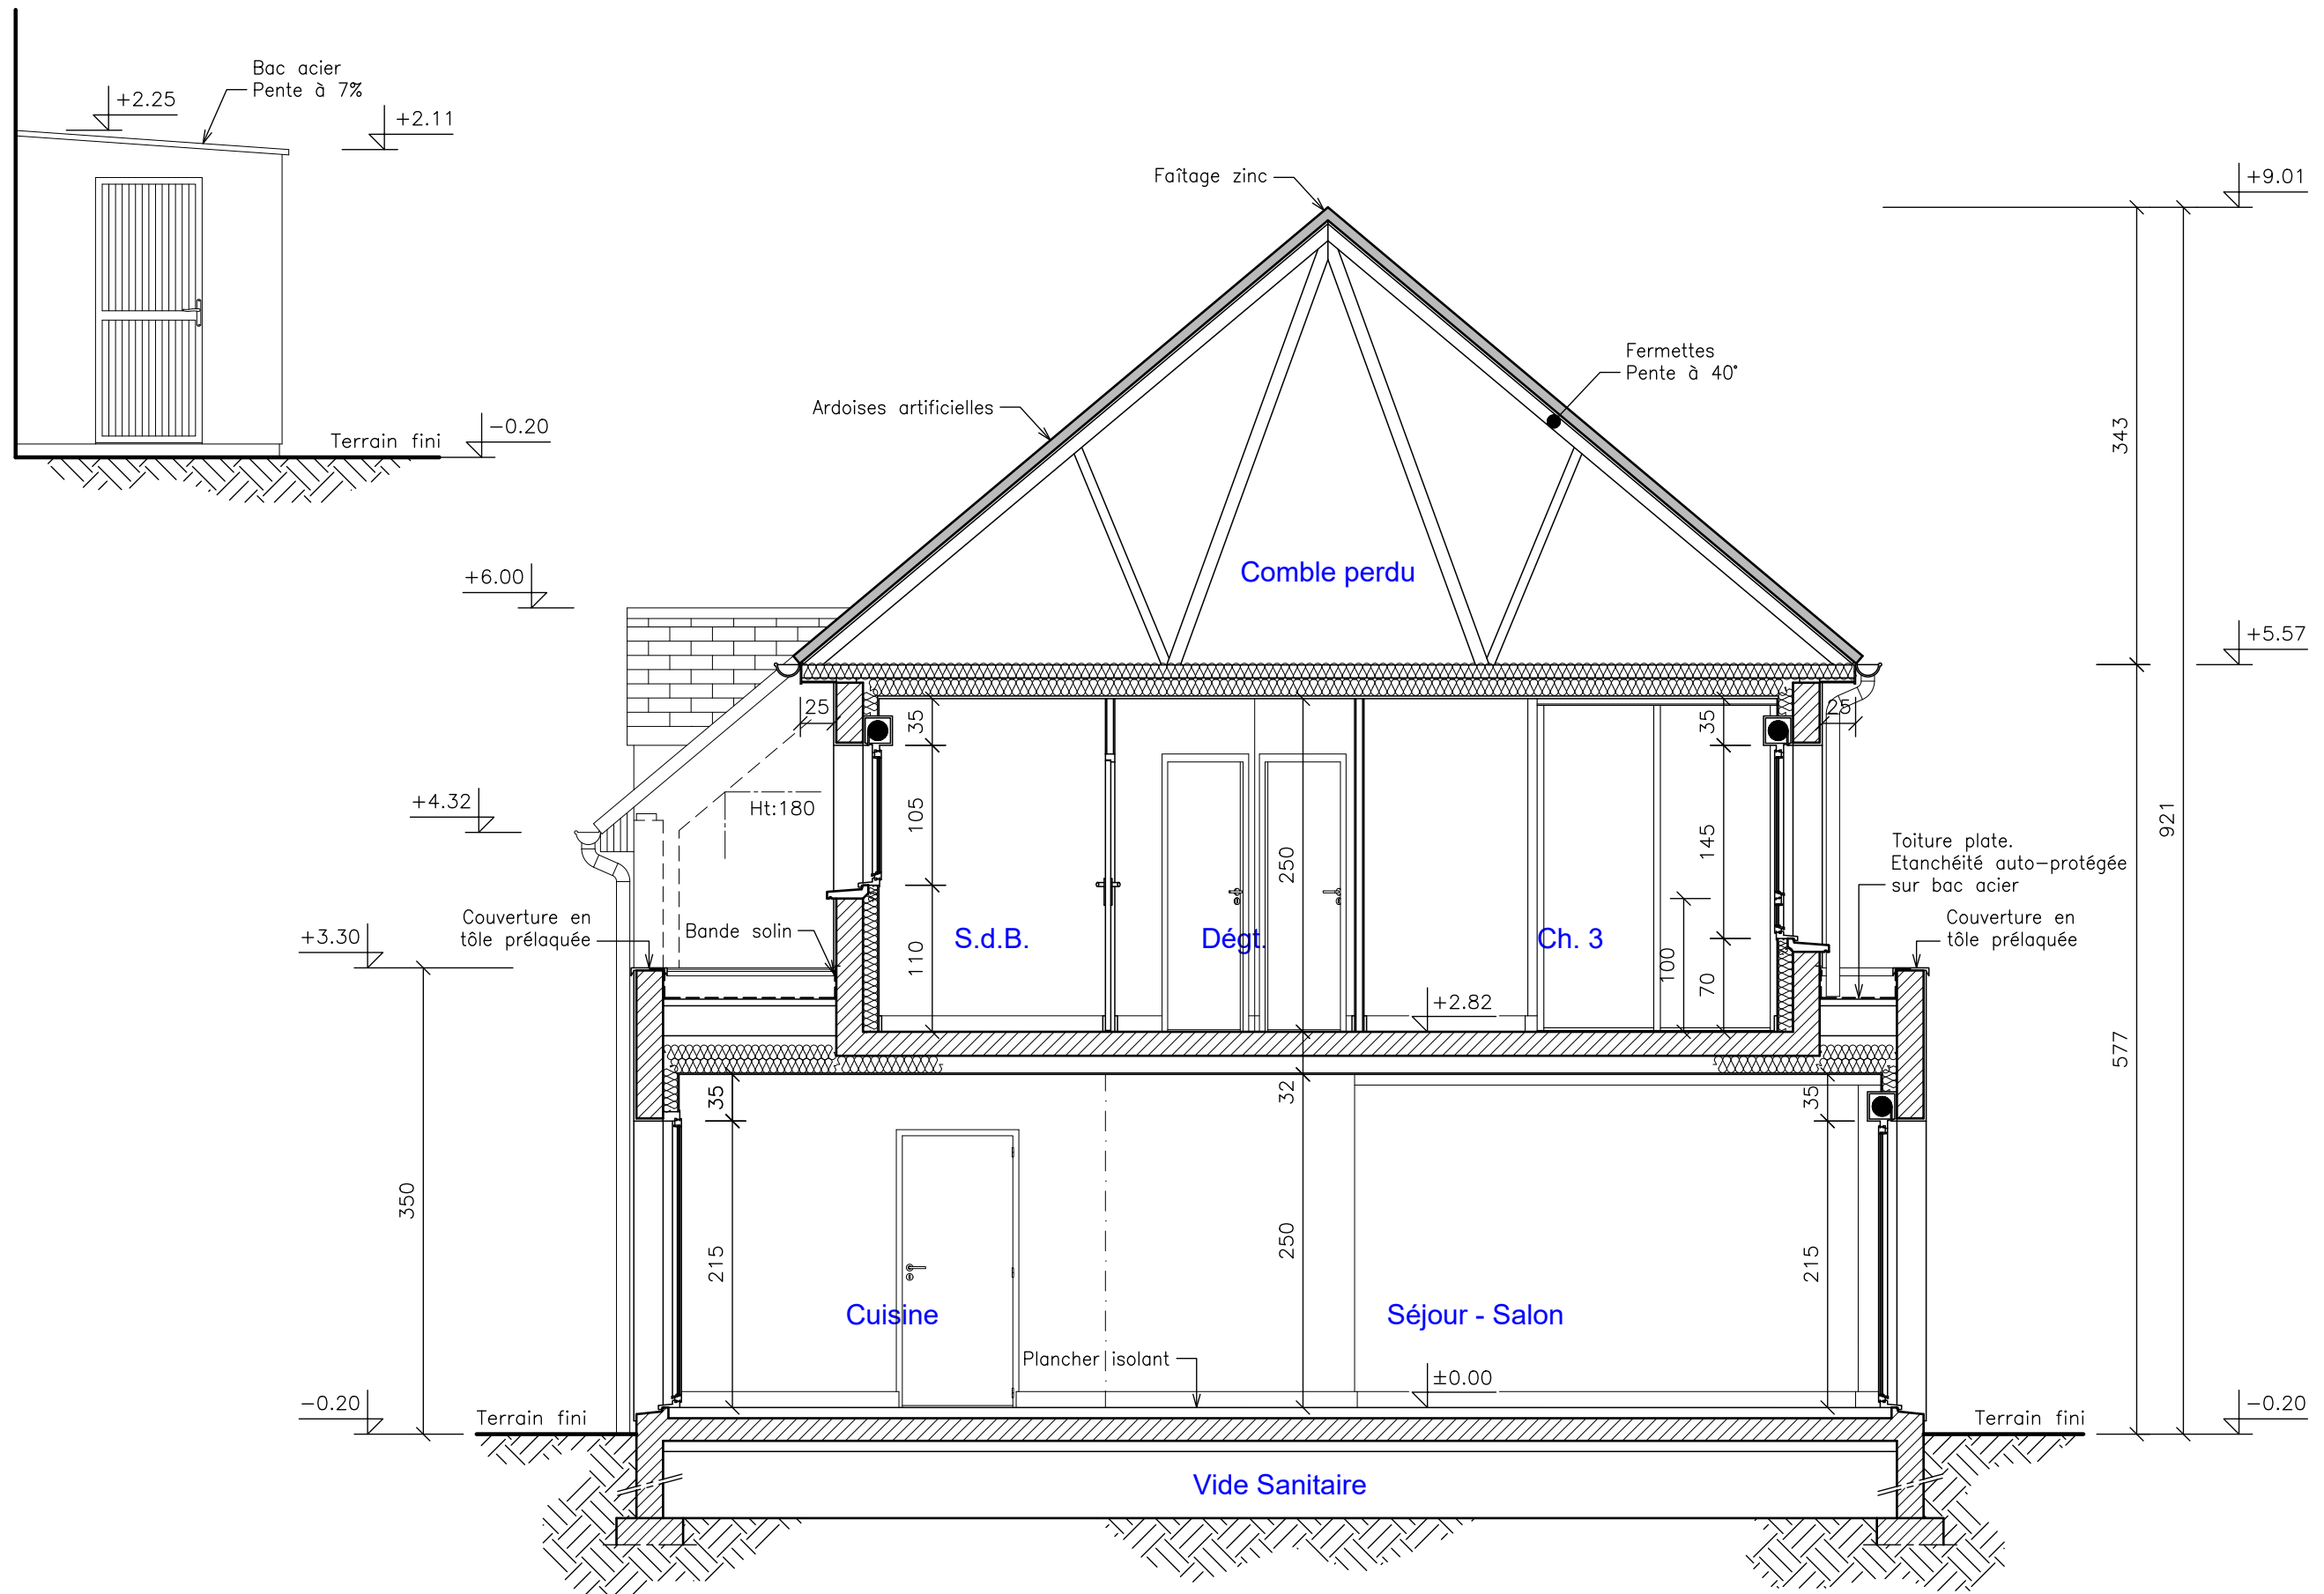 Bac acier
Pente à 7%
+2.25
+2.11
Terrain fini
-0.20
Faîtage zinc
+9.01
Fermettes
Pente à 40°
Ardoises artificielles
343
Comble perdu
+6.00
+5.57
25
35
35
25
+4.32
Ht:180
105
250
145
921
Toiture plate.
Etanchéité auto-protégée
sur bac acier
Couverture en
tôle prélaquée
+3.30
Bande solin
S.d.B.
Dégt.
Ch. 3
Couverture en
tôle prélaquée
110
100
70
+2.82
577
35
32
35
350
215
250
215
Cuisine
Séjour - Salon
Plancher isolant
±0.00
-0.20
Terrain fini
Terrain fini
-0.20
Vide Sanitaire